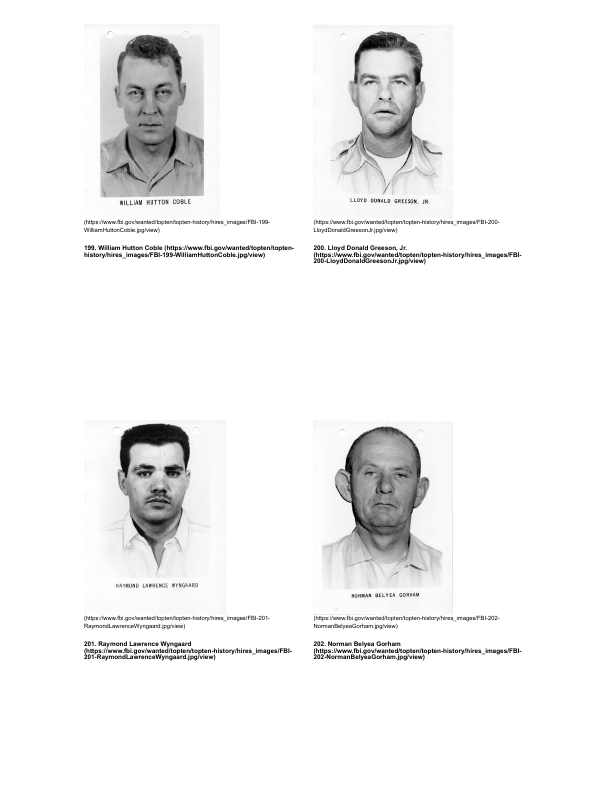 WILLIAM HUTTON COBLE
(https://www.fbi.gov/wanted/topten/topten-history/hires_images/FBI-199-
WilliamHuttonCoble.jpg/view)
199. William Hutton Coble (https://www.fbi.gov/wanted/topten/topten-
history/hires_images/FBI-199-WilliamHuttonCoble.jpg/view)
LLOYD DONALD GREESON, JR.
(https://www.fbi.gov/wanted/topten/topten-history/hires_images/FBI-200-
LloydDonaldGreesonJr.jpg/view)
200. Lloyd Donald Greeson, Jr.
(https://www.fbi.gov/wanted/topten/topten-history/hires_images/FBI-
200-LloydDonaldGreesonJr.jpg/view)
RAYMOND LAWRENCE WYNGAARD
(https://www.fbi.gov/wanted/topten/topten-history/hires_images/FBI-201-
RaymondLawrenceWyngaard.jpg/view)
201. Raymond Lawrence Wyngaard
(https://www.fbi.gov/wanted/topten/topten-history/hires_images/FBI-
201-RaymondLawrenceWyngaard.jpg/view)
NORMAN BELYEA GORHAM
(https://www.fbi.gov/wanted/topten/topten-history/hires_images/FBI-202-
NormanBelyeaGorham.jpg/view)
202. Norman Belyea Gorham
(https://www.fbi.gov/wanted/topten/topten-history/hires_images/FBI-
202-NormanBelyeaGorham.jpg/view)